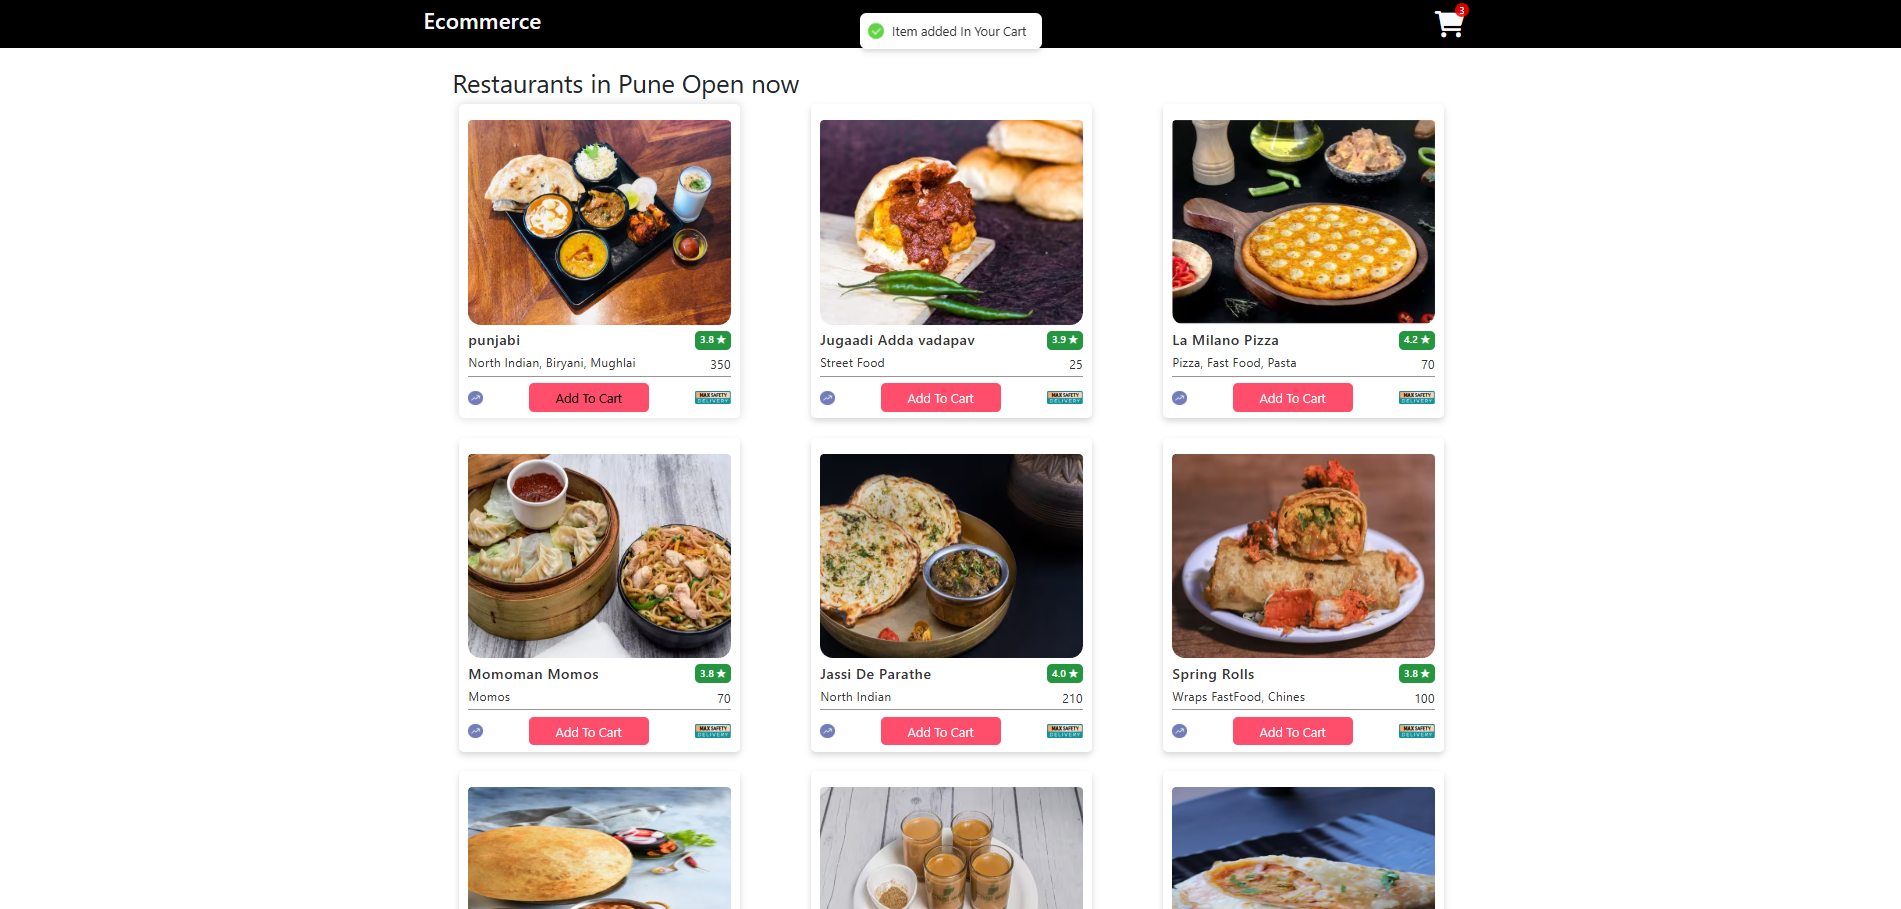 Ecommerce
Item added In Your Cart
3
Restaurants in Pune Open now
punjabi
3.8 ★
North Indian, Biryani, Mughlai
350
Add To Cart
MAX SAFETY
DELIVERY
Jugaadi Adda vadapav
3.9 ★
Street Food
25
Add To Cart
MAX SAFETY
DELIVERY
La Milano Pizza
4.2 ★
Pizza, Fast Food, Pasta
70
Add To Cart
MAX SAFETY
DELIVERY
Momoman Momos
3.8 ★
Momos
70
Add To Cart
MAX SAFETY
DELIVERY
Jassi De Parathe
4.0 ★
North Indian
210
Add To Cart
MAX SAFETY
DELIVERY
Spring Rolls
3.8 ★
Wraps FastFood, Chines
100
Add To Cart
MAX SAFETY
DELIVERY